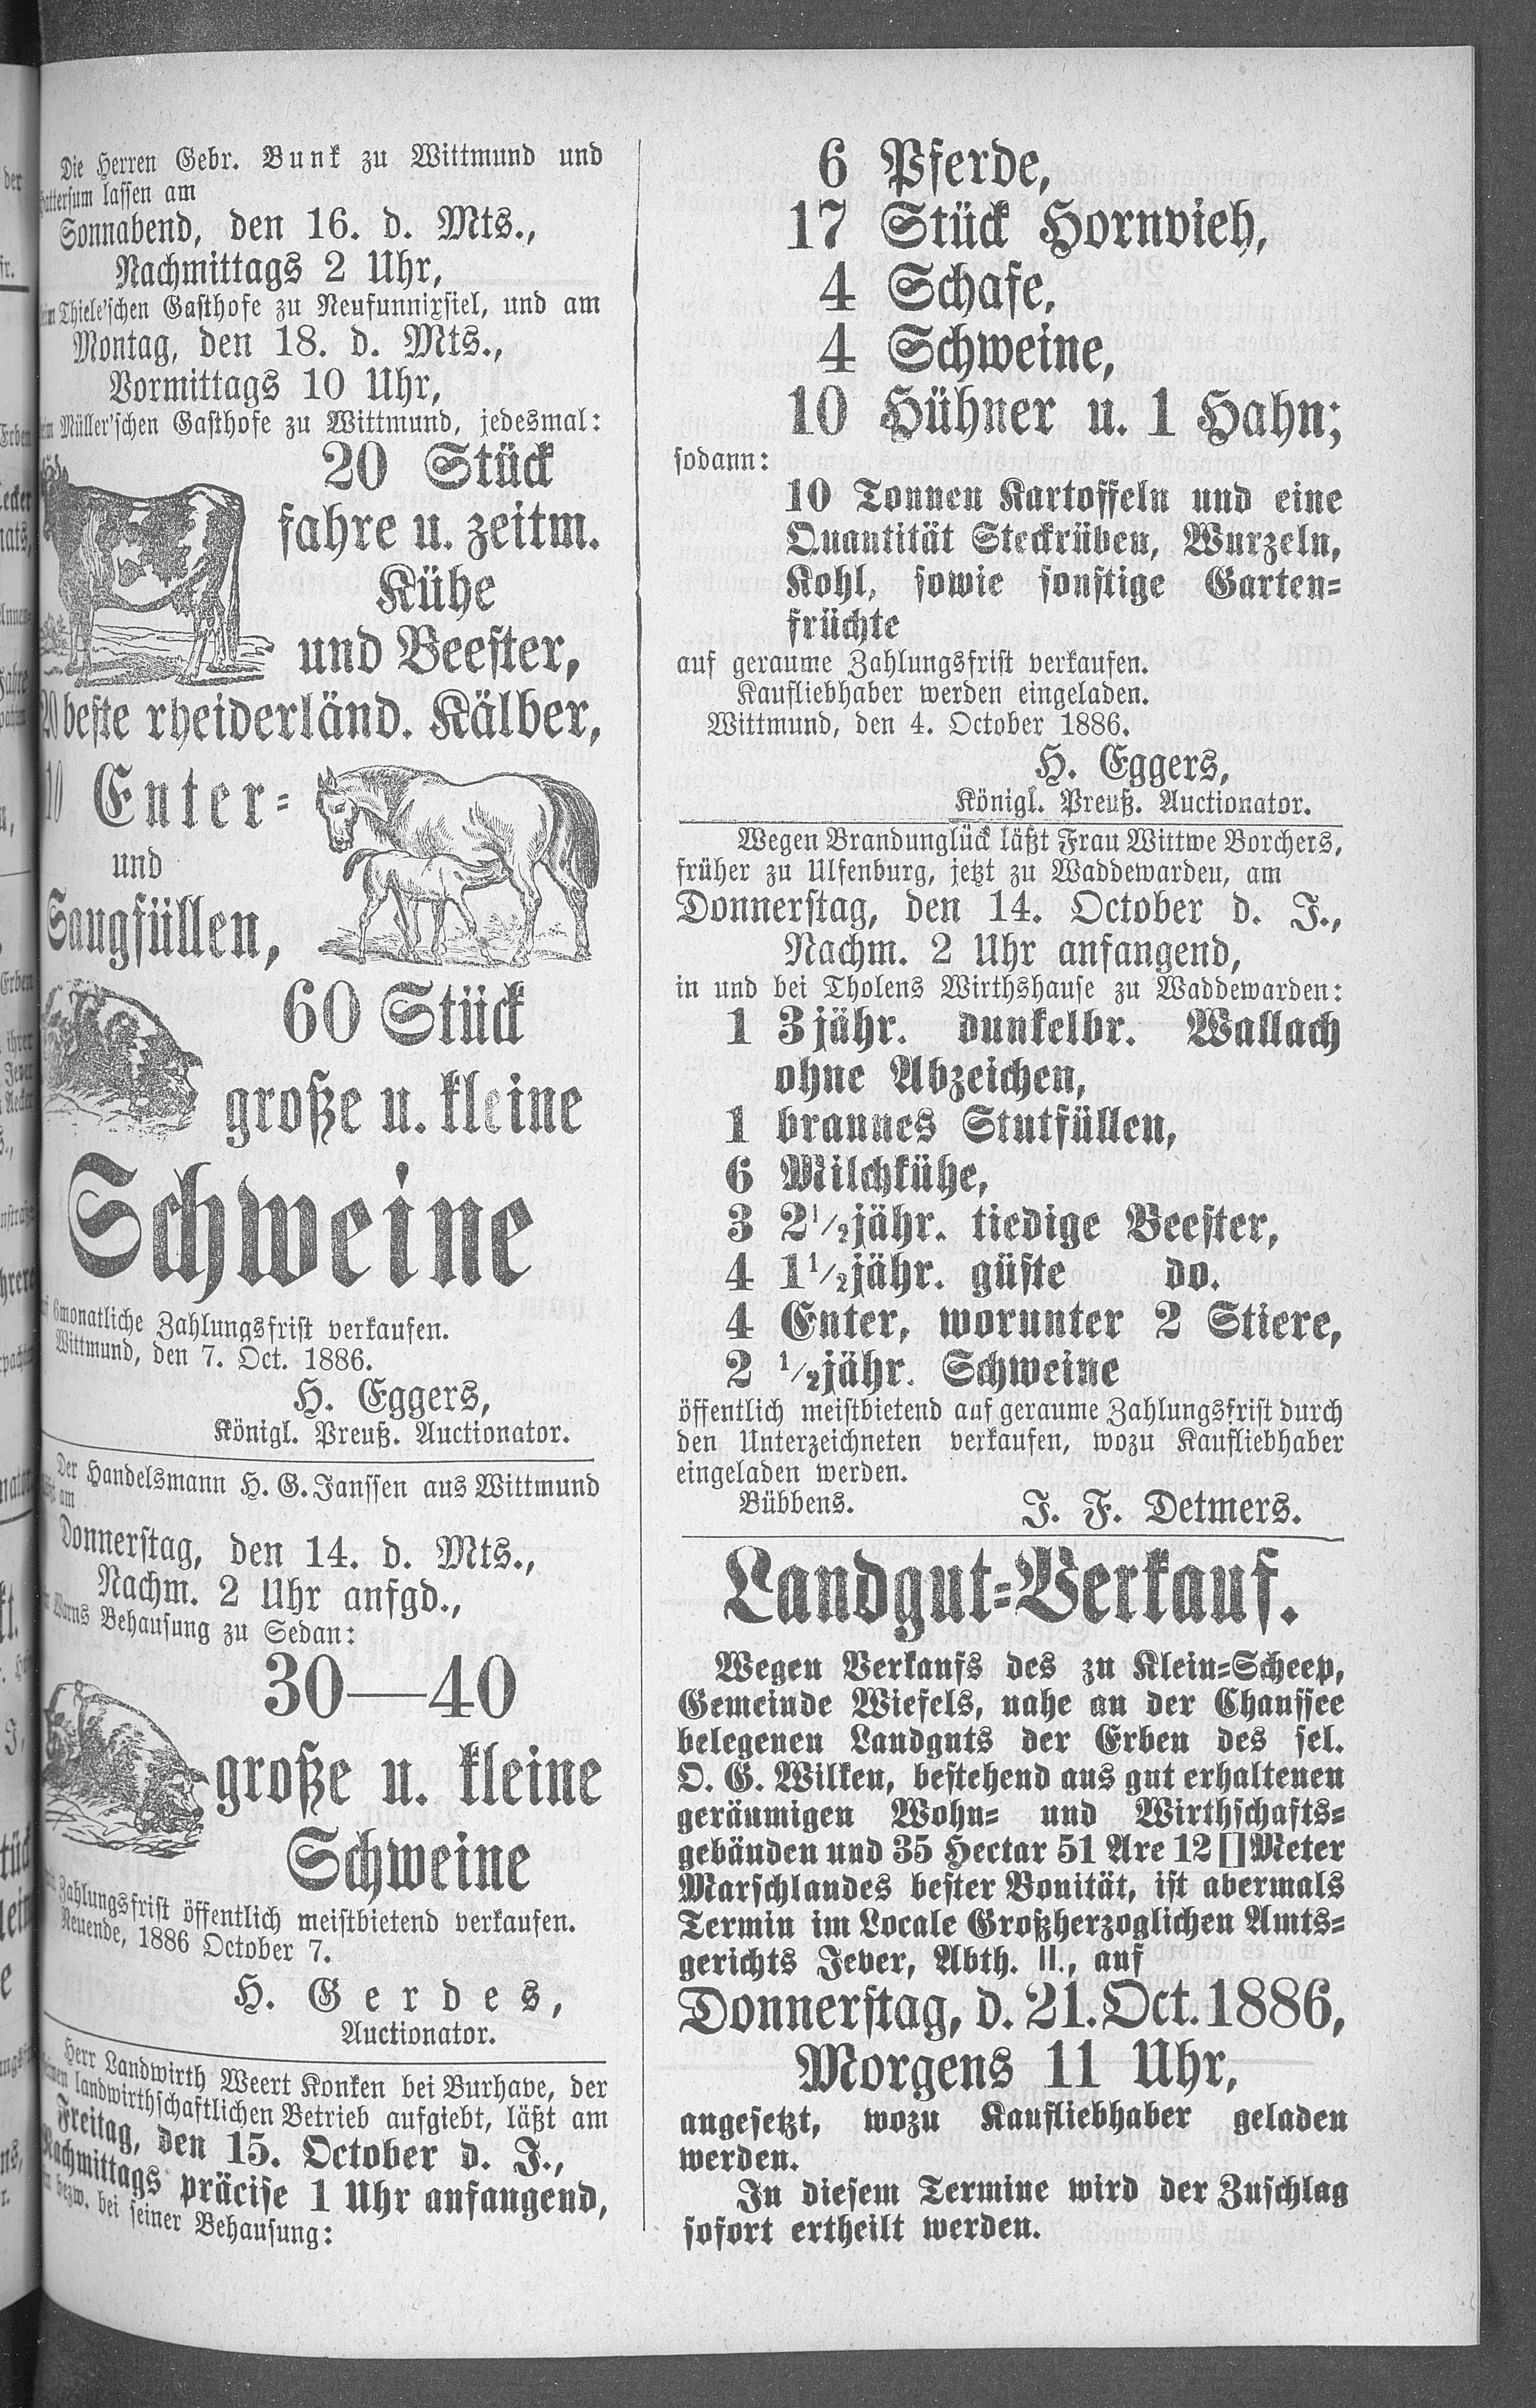 Die Herren Gebr. Bunk zu Wittmund und
Hattersum lassen am
Sonnabend, den 16. d. Mts.,
Nachmittags 2 Uhr,
im Thiele'schen Gasthofe zu Neufunnixsiel, und am
Montag, den 18. d. Mts.,
Vormittags 10 Uhr,
im Müller'schen Gasthofe zu Wittmund, jedesmal:
20 Stück
fahre u. zeitm.
Kühe
und Beester,
20 beste rheiderländ. Kälber,
10 Enter-
und
Saugfüllen,
60 Stück
große u. kleine
Schweine
6monatliche Zahlungsfrist verkaufen.
Wittmund, den 7. Oct. 1886.
H. Eggers,
Königl. Preuß. Auctionator.
Der Handelsmann H. G. Janssen aus Wittmund
am
Donnerstag, den 14. d. Mts.,
Nachm. 2 Uhr anfgd.,
Behausung zu Sedan:
30—40
große u. kleine
Schweine
Zahlungsfrist öffentlich meistbietend verkaufen.
Neuende, 1886 October 7.
H. Gerdes,
Auctionator.
Herr Landwirth Weert Konken bei Burhave, der
landwirthschaftlichen Betrieb aufgiebt, läßt am
Freitag, den 15. October d. J.,
Nachmittags präcise 1 Uhr anfangend,
bezw. bei seiner Behausung:
6 Pferde,
17 Stück Hornvieh,
4 Schafe,
4 Schweine,
10 Hühner u. 1 Hahn;
sodann:
10 Tonnen Kartoffeln und eine
Quantität Steckrüben, Wurzeln,
Kohl, sowie sonstige Garten-
früchte
auf geraume Zahlungsfrist verkaufen.
Kaufliebhaber werden eingeladen.
Wittmund, den 4. October 1886.
H. Eggers,
Königl. Preuß. Auctionator.
Wegen Brandunglück läßt Frau Wittwe Borchers,
früher zu Ulfenburg, jetzt zu Waddewarden, am
Donnerstag, den 14. October d. J.,
Nachm. 2 Uhr anfangend,
in und bei Tholens Wirthshause zu Waddewarden:
1 3jähr. dunkelbr. Wallach
ohne Abzeichen,
1 braunes Stutfüllen,
6 Milchkühe,
3 2½jähr. tiedige Beester,
4 1½jähr. güste do.
4 Enter, worunter 2 Stiere,
2 ½jähr. Schweine
öffentlich meistbietend auf geraume Zahlungsfrist durch
den Unterzeichneten verkaufen, wozu Kaufliebhaber
eingeladen werden.
Bübbens. J. F. Detmers.
Landgut-Verkauf.
Wegen Verkaufs des zu Klein-Scheep,
Gemeinde Wiefels, nahe an der Chaussee
belegenen Landguts der Erben des sel.
O. G. Wilken, bestehend aus gut erhaltenen
geräumigen Wohn- und Wirthschafts-
gebänden und 35 Hectar 51 Are 12 [] Meter
Marschlandes bester Bonität, ist abermals
Termin im Locale Großherzoglichen Amts-
gerichts Jever, Abth. II., auf
Donnerstag, d. 21. Oct. 1886,
Morgens 11 Uhr,
angesetzt, wozu Kaufliebhaber geladen
werden.
In diesem Termine wird der Zuschlag
sofort ertheilt werden.